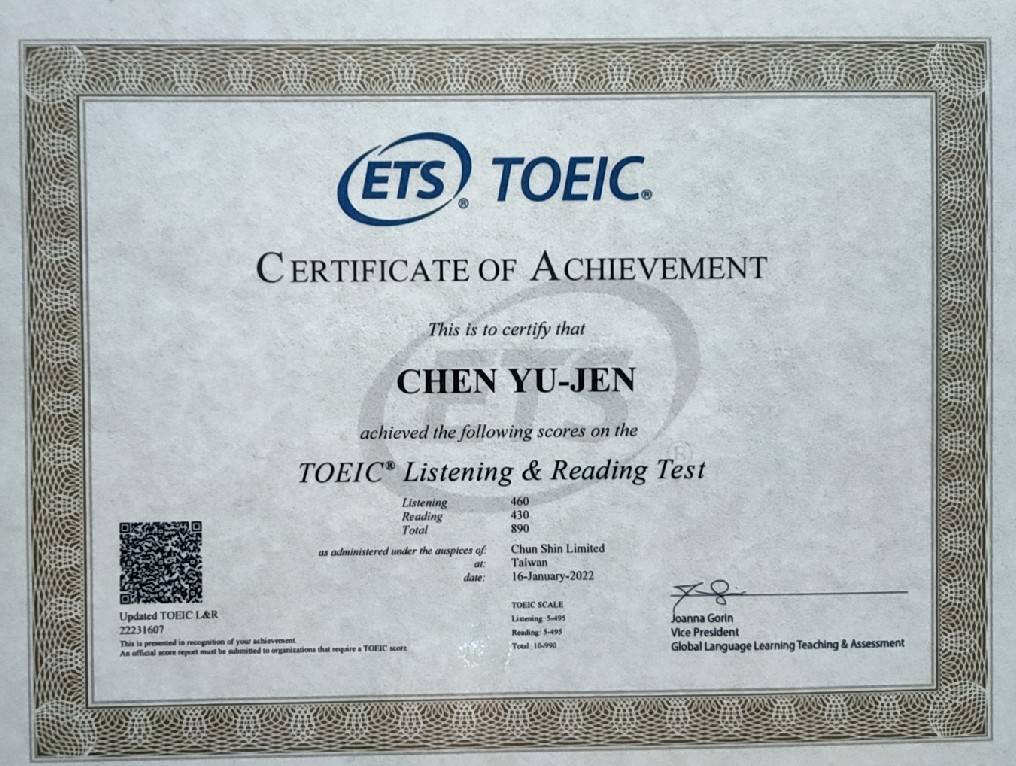 ETS® TOEIC®
CERTIFICATE OF ACHIEVEMENT
This is to certify that
ETS®
CHEN YU-JEN
achieved the following scores on the
TOEIC® Listening & Reading Test
Listening 460
Reading 430
Total 890
as administered under the auspices of: Chun Shin Limited
at: Taiwan
date: 16-January-2022
TOEIC SCALE
Listening: 5-495
Reading: 5-495
Total: 10-990
Updated TOEIC L&R
22231607
This is presented in recognition of your achievement.
An official score report must be submitted to organizations that require a TOEIC score
Joanna Gorin
Vice President
Global Language Learning Teaching & Assessment